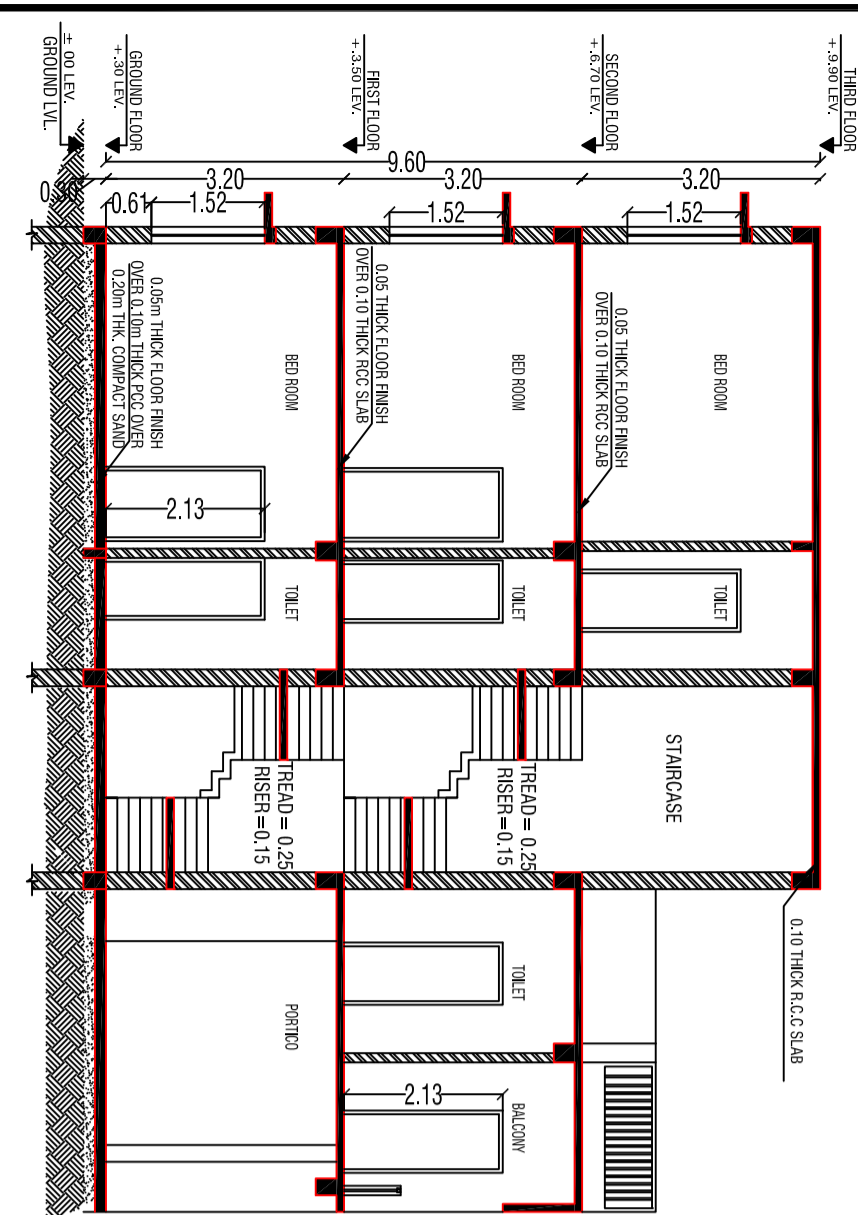 THIRD FLOOR
+.9.90 LEV.
SECOND FLOOR
+.6.70 LEV.
FIRST FLOOR
+.3.50 LEV.
GROUND FLOOR
+.30 LEV.
± 00 LEV.
GROUND LVL.
9.60
3.20
3.20
3.20
0.30
1.52
1.52
1.52
0.61
BED ROOM
0.05 THICK FLOOR FINISH
OVER 0.10 THICK RCC SLAB
TOILET
STAIRCASE
0.10 THICK R.C.C SLAB
BED ROOM
0.05 THICK FLOOR FINISH
OVER 0.10 THICK RCC SLAB
TOILET
TREAD = 0.25
RISER = 0.15
TOILET
BALCONY
2.13
BED ROOM
0.05m THICK FLOOR FINISH
OVER 0.10m THICK PCC OVER
0.20m THK. COMPACT SAND
2.13
TOILET
TREAD = 0.25
RISER = 0.15
PORTICO